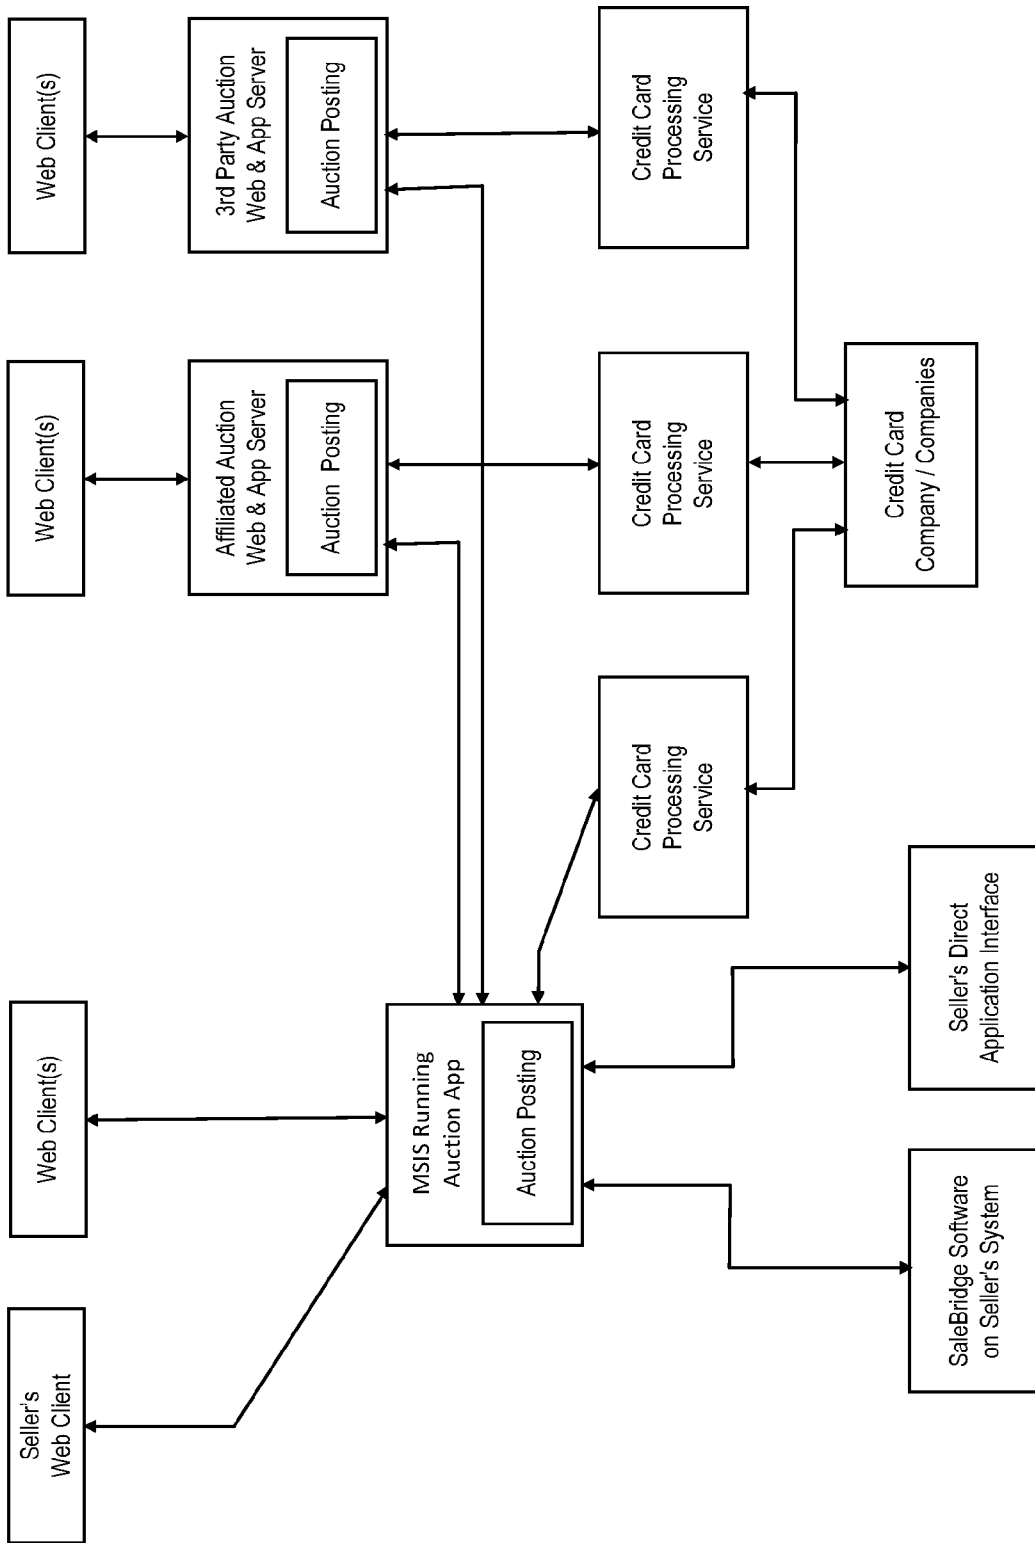 Seller's
Web Client
Web Client(s)
Web Client(s)
Web Client(s)
MSIS Running
Auction App
Auction Posting
Affiliated Auction
Web & App Server
Auction Posting
3rd Party Auction
Web & App Server
Auction Posting
Credit Card
Processing
Service
Credit Card
Processing
Service
Credit Card
Processing
Service
SaleBridge Software
on Seller's System
Seller's Direct
Application Interface
Credit Card
Company / Companies